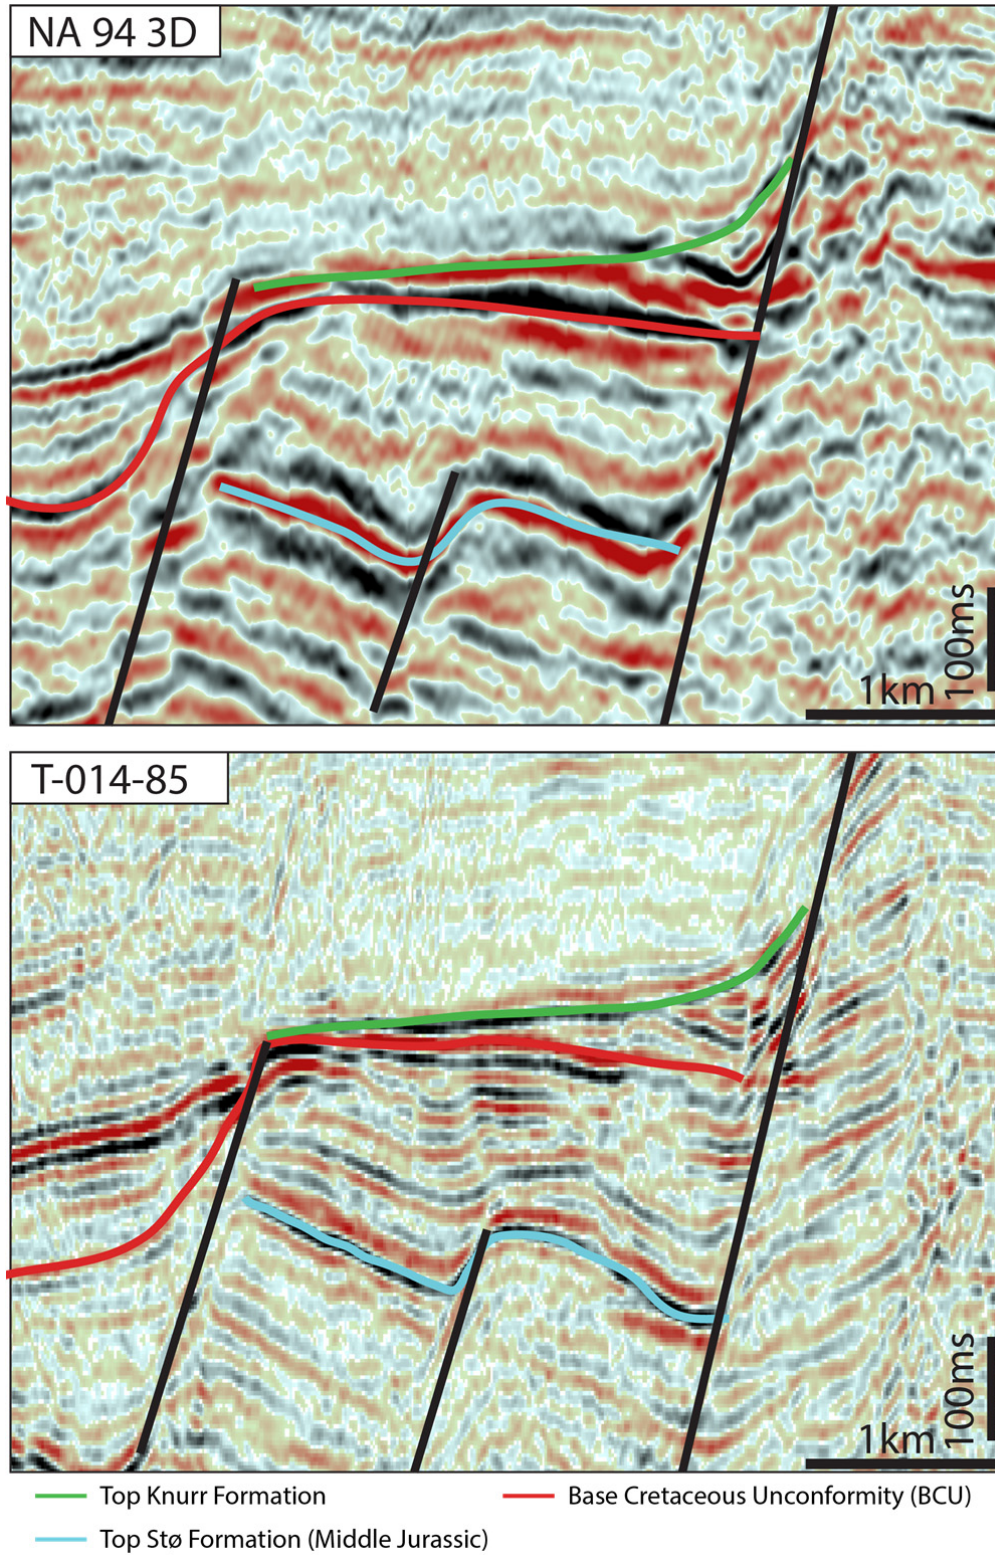 NA 94 3D
100ms
1km
T-014-85
100ms
1km
Top Knurr Formation
Base Cretaceous Unconformity (BCU)
Top Stø Formation (Middle Jurassic)